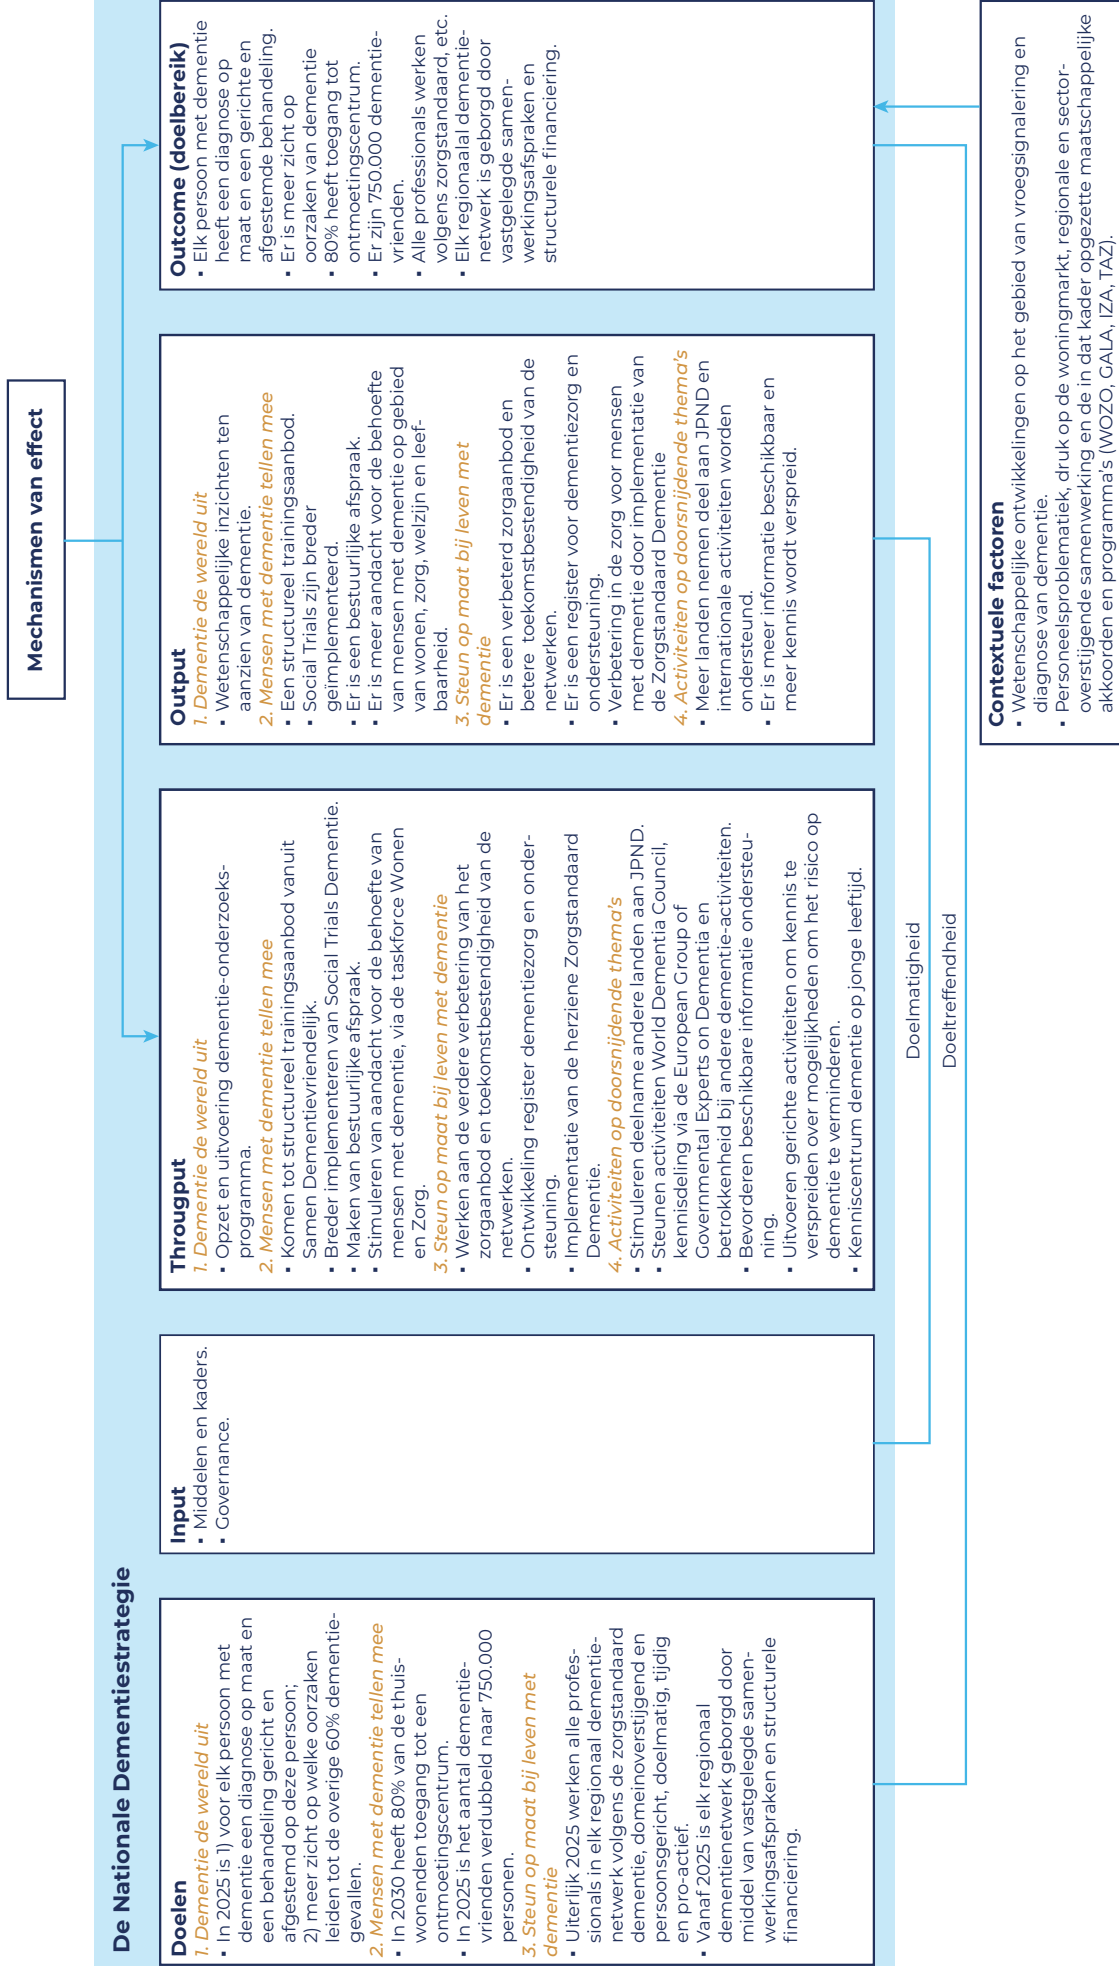 Mechanismen van effect
De Nationale Dementiestrategie
Doelen
1. Dementie de wereld uit
▪ In 2025 is 1) voor elk persoon met
dementie een diagnose op maat en
een behandeling gericht en
afgestemd op deze persoon;
2) meer zicht op welke oorzaken
leiden tot de overige 60% dementie-
gevallen.
2. Mensen met dementie tellen mee
▪ In 2030 heeft 80% van de thuis-
wonenden toegang tot een
ontmoetingscentrum.
▪ In 2025 is het aantal dementie-
vrienden verdubbeld naar 750.000
personen.
3. Steun op maat bij leven met
dementie
▪ Uiterlijk 2025 werken alle profes-
sionals in elk regionaal dementie-
netwerk volgens de zorgstandaard
dementie, domeinoverstijgend en
persoonsgericht, doelmatig, tijdig
en pro-actief.
▪ Vanaf 2025 is elk regionaal
dementienetwerk geborgd door
middel van vastgelegde samen-
werkingsafspraken en structurele
financiering.
Input
▪ Middelen en kaders.
▪ Governance.
Througput
1. Dementie de wereld uit
▪ Opzet en uitvoering dementie-onderzoeks-
programma.
2. Mensen met dementie tellen mee
▪ Komen tot structureel trainingsaanbod vanuit
Samen Dementievriendelijk.
▪ Breder implementeren van Social Trials Dementie.
▪ Maken van bestuurlijke afspraak.
▪ Stimuleren van aandacht voor de behoefte van
mensen met dementie, via de taskforce Wonen
en Zorg.
3. Steun op maat bij leven met dementie
▪ Werken aan de verdere verbetering van het
zorgaanbod en toekomstbestendigheid van de
netwerken.
▪ Ontwikkeling register dementiezorg en onder-
steuning.
▪ Implementatie van de herziene Zorgstandaard
Dementie.
4. Activiteiten op doorsnijdende thema's
▪ Stimuleren deelname andere landen aan JPND.
▪ Steunen activiteiten World Dementia Council,
kennisdeling via de European Group of
Governmental Experts on Dementia en
betrokkenheid bij andere dementie-activiteiten.
▪ Bevorderen beschikbare informatie ondersteu-
ning.
▪ Uitvoeren gerichte activiteiten om kennis te
verspreiden over mogelijkheden om het risico op
dementie te verminderen.
▪ Kenniscentrum dementie op jonge leeftijd.
Output
1. Dementie de wereld uit
▪ Wetenschappelijke inzichten ten
aanzien van dementie.
2. Mensen met dementie tellen mee
▪ Een structureel trainingsaanbod.
▪ Social Trials zijn breder
geïmplementeerd.
▪ Er is een bestuurlijke afspraak.
▪ Er is meer aandacht voor de behoefte
van mensen met dementie op gebied
van wonen, zorg, welzijn en leef-
baarheid.
3. Steun op maat bij leven met
dementie
▪ Er is een verbeterd zorgaanbod en
betere toekomstbestendigheid van de
netwerken.
▪ Er is een register voor dementiezorg en
ondersteuning.
▪ Verbetering in de zorg voor mensen
met dementie door implementatie van
de Zorgstandaard Dementie
4. Activiteiten op doorsnijdende thema's
▪ Meer landen nemen deel aan JPND en
internationale activiteiten worden
ondersteund.
▪ Er is meer informatie beschikbaar en
meer kennis wordt verspreid.
Outcome (doelbereik)
▪ Elk persoon met dementie
heeft een diagnose op
maat en een gerichte en
afgestemde behandeling.
▪ Er is meer zicht op
oorzaken van dementie
▪ 80% heeft toegang tot
ontmoetingscentrum.
▪ Er zijn 750.000 dementie-
vrienden.
▪ Alle professionals werken
volgens zorgstandaard, etc.
▪ Elk regionaalal dementie-
netwerk is geborgd door
vastgelegde samen-
werkingsafspraken en
structurele financiering.
Doelmatigheid
Doeltreffendheid
Contextuele factoren
▪ Wetenschappelijke ontwikkelingen op het gebied van vroegsignalering en
diagnose van dementie.
▪ Personeelsproblematiek, druk op de woningmarkt, regionale en sector-
overstijgende samenwerking en de in dat kader opgezette maatschappelijke
akkoorden en programma's (WOZO, GALA, IZA, TAZ).